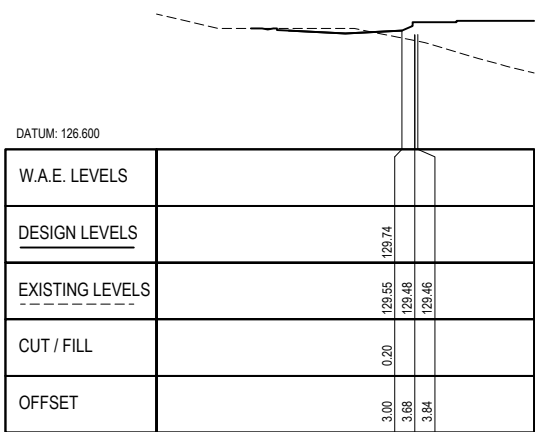 DATUM: 126.600
W.A.E. LEVELS
DESIGN LEVELS 129.74
EXISTING LEVELS 129.55 129.48 129.46
CUT / FILL 0.20
OFFSET 3.00 3.68 3.84